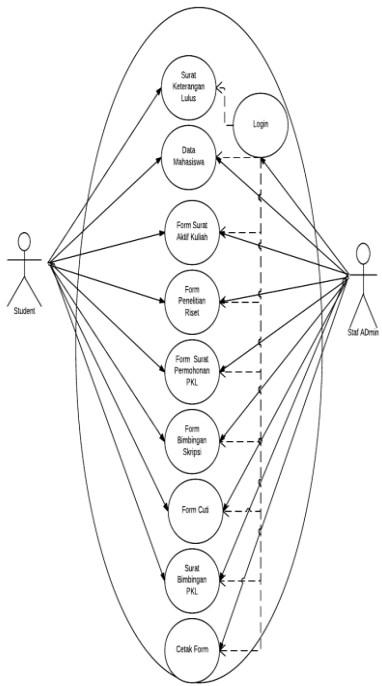 Surat
Keterangan
Lulus
Login
Data
Mahasiswa
Form Surat
Aktif Kuliah
Form
Penelitian
Riset
Student
Staf ADmin
Form Surat
Permohonan
PKL
Form
Bimbingan
Skripsi
Form Cuti
Surat
Bimbingan
PKL
Cetak Form